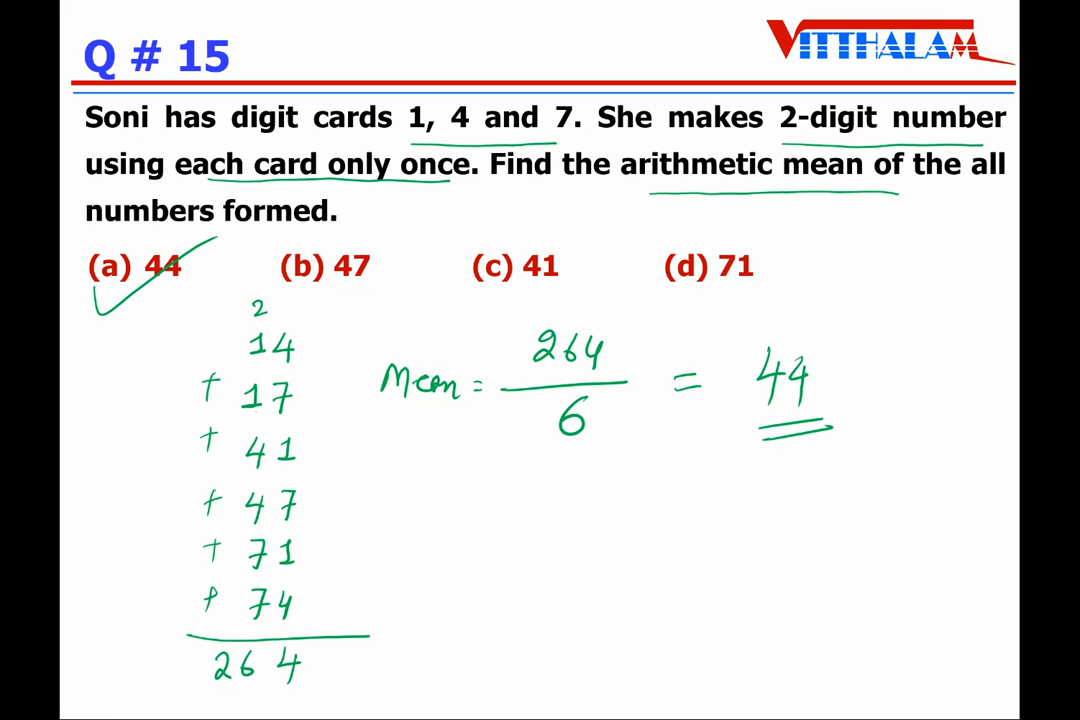 Q # 15
VITTHALAM
Soni has digit cards 1, 4 and 7. She makes 2-digit number
using each card only once. Find the arithmetic mean of the all
numbers formed.
(a) 44 (b) 47 (c) 41 (d) 71
2
14
+ 17
+ 41
+ 47
+ 71
+ 74
264
Mean = 264 / 6 = 44